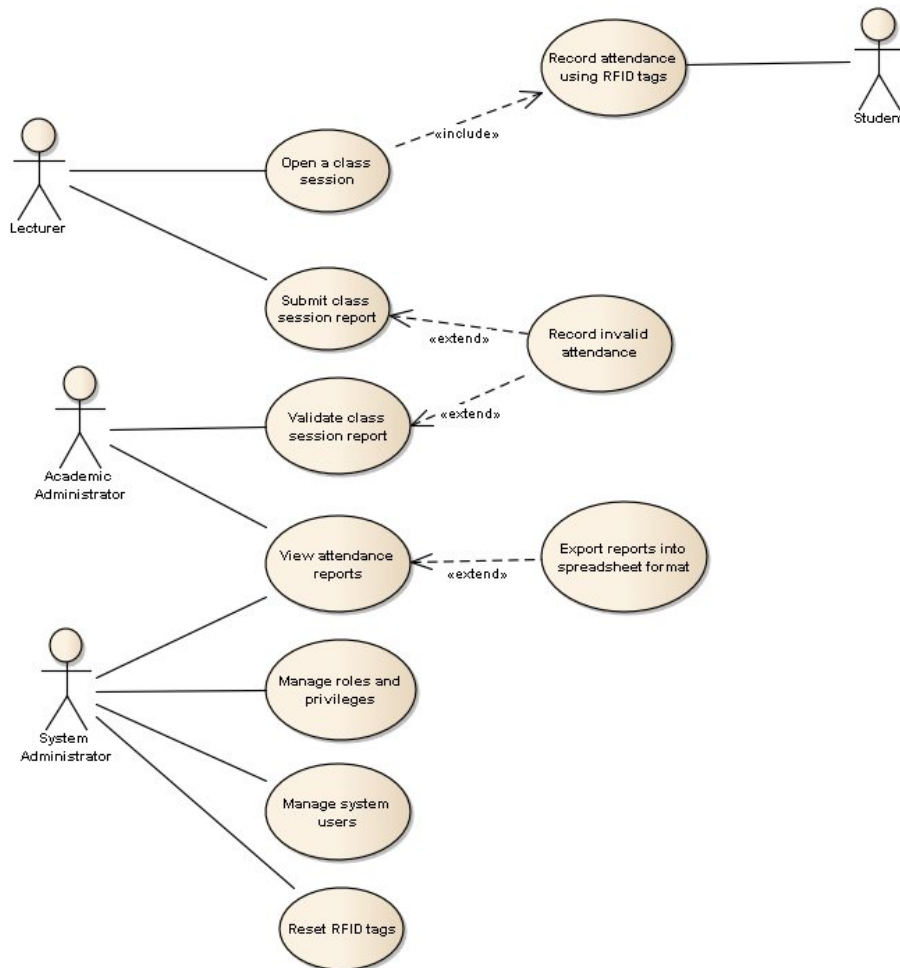 Record attendance
using RFID tags
Student
«include»
Open a class
session
Lecturer
Submit class
session report
«extend»
Record invalid
attendance
Validate class
session report
«extend»
Academic
Administrator
View attendance
reports
«extend»
Export reports into
spreadsheet format
Manage roles and
privileges
System
Administrator
Manage system
users
Reset RFID tags